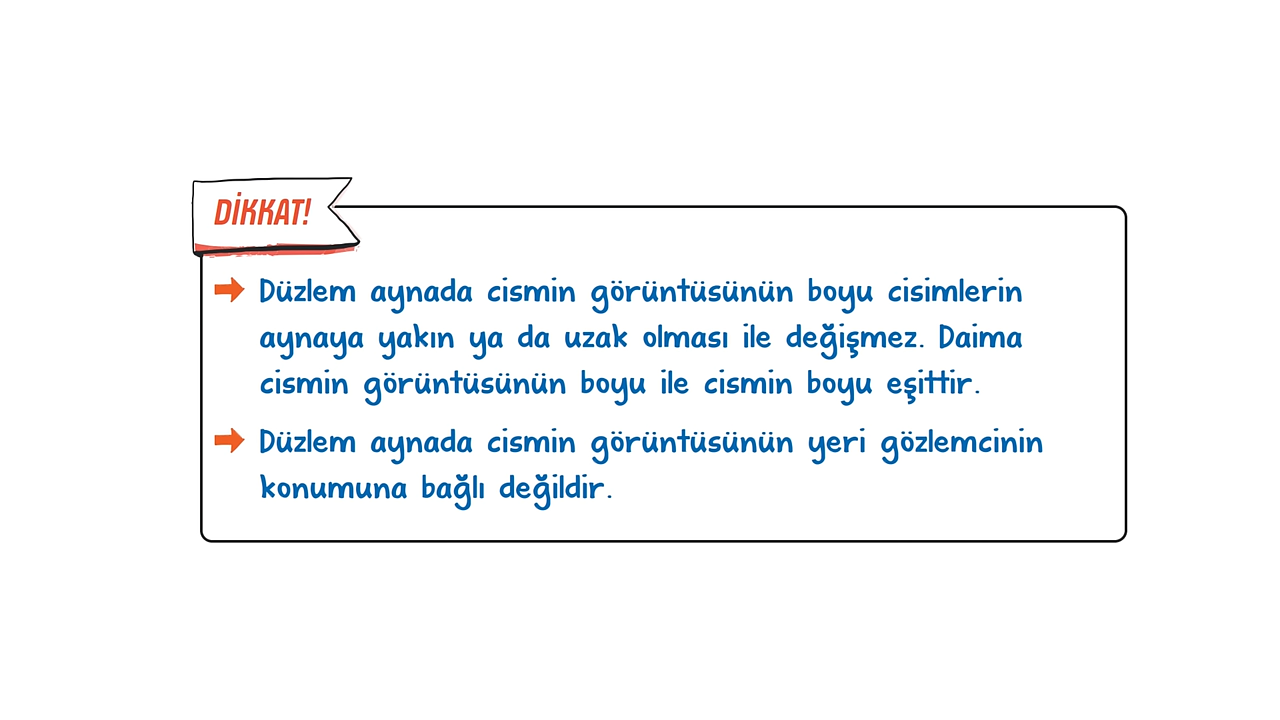 DİKKAT!
Düzlem aynada cismin görüntüsünün boyu cisimlerin
aynaya yakın ya da uzak olması ile değişmez. Daima
cismin görüntüsünün boyu ile cismin boyu eşittir.
Düzlem aynada cismin görüntüsünün yeri gözlemcinin
konumuna bağlı değildir.